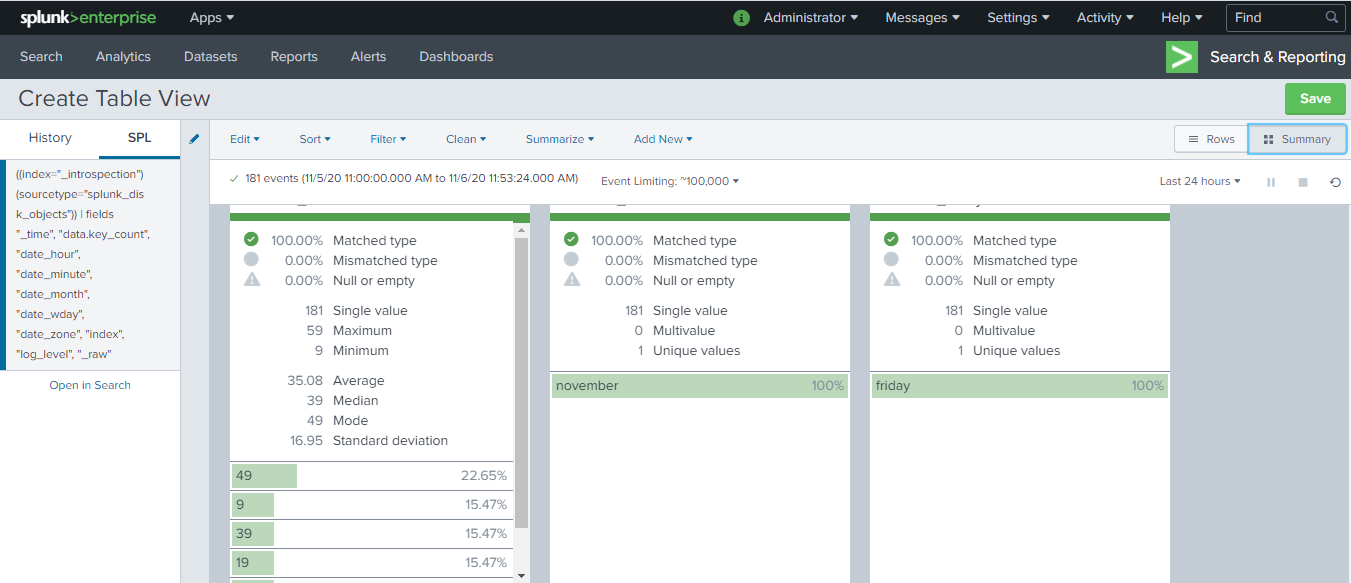 splunk>enterprise Apps Administrator Messages Settings Activity Help Find
Search Analytics Datasets Reports Alerts Dashboards Search & Reporting
Create Table View Save
History SPL Edit Sort Filter Clean Summarize Add New Rows Summary
181 events (11/5/20 11:00:00.000 AM to 11/6/20 11:53:24.000 AM) Event Limiting: ~100,000 Last 24 hours
((index="_introspection")
(sourcetype="splunk_dis
k_objects")) | fields
"_time", "data.key_count",
"date_hour",
"date_minute",
"date_month",
"date_wday",
"date_zone", "index",
"log_level", "_raw"
Open in Search
100.00% Matched type
0.00% Mismatched type
0.00% Null or empty
181 Single value
59 Maximum
9 Minimum
35.08 Average
39 Median
49 Mode
16.95 Standard deviation
49 22.65%
9 15.47%
39 15.47%
19 15.47%
100.00% Matched type
0.00% Mismatched type
0.00% Null or empty
181 Single value
0 Multivalue
1 Unique values
november 100%
100.00% Matched type
0.00% Mismatched type
0.00% Null or empty
181 Single value
0 Multivalue
1 Unique values
friday 100%